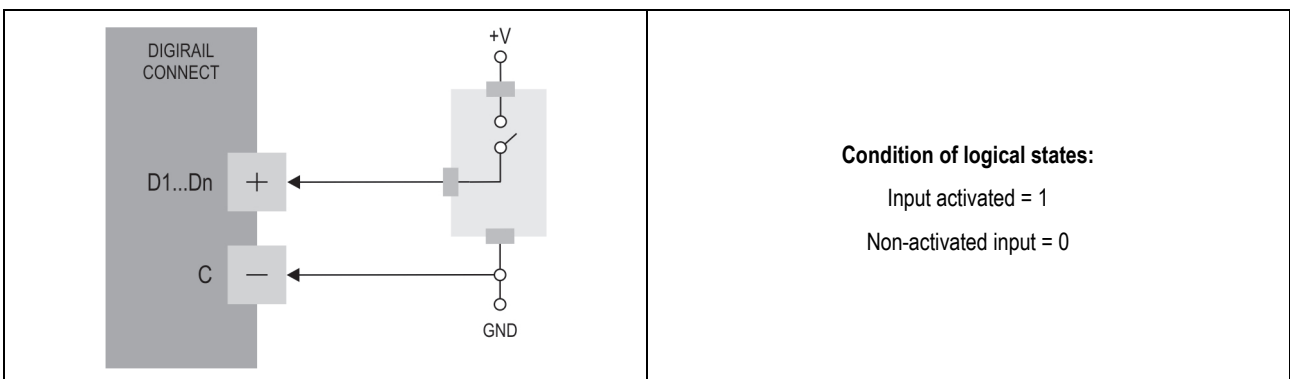 DIGIRAIL
CONNECT
+V
D1...Dn +
C −
GND
Condition of logical states:
Input activated = 1
Non-activated input = 0